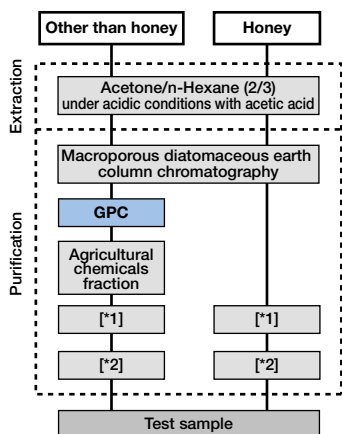 Other than honey
Honey
Extraction
Acetone/n-Hexane (2/3)
under acidic conditions with acetic acid
Purification
Macroporous diatomaceous earth
column chromatography
GPC
Agricultural
chemicals
fraction
[*1]
[*1]
[*2]
[*2]
Test sample